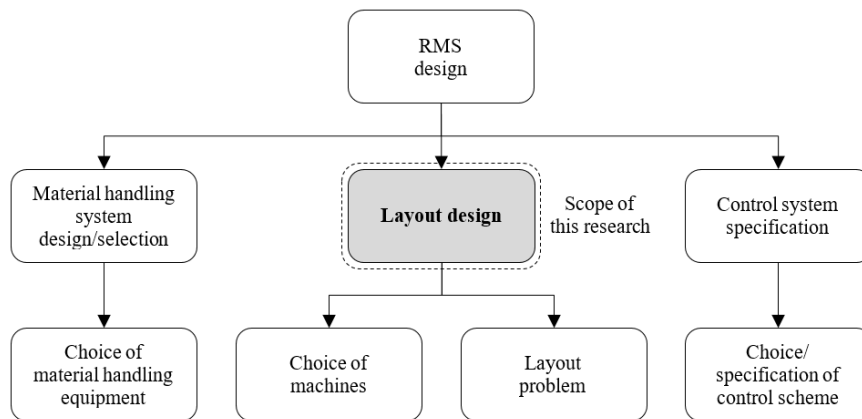 RMS
design
Material handling
system
design/selection
Layout design
Scope of
this research
Control system
specification
Choice of
material handling
equipment
Choice of
machines
Layout
problem
Choice/
specification of
control scheme